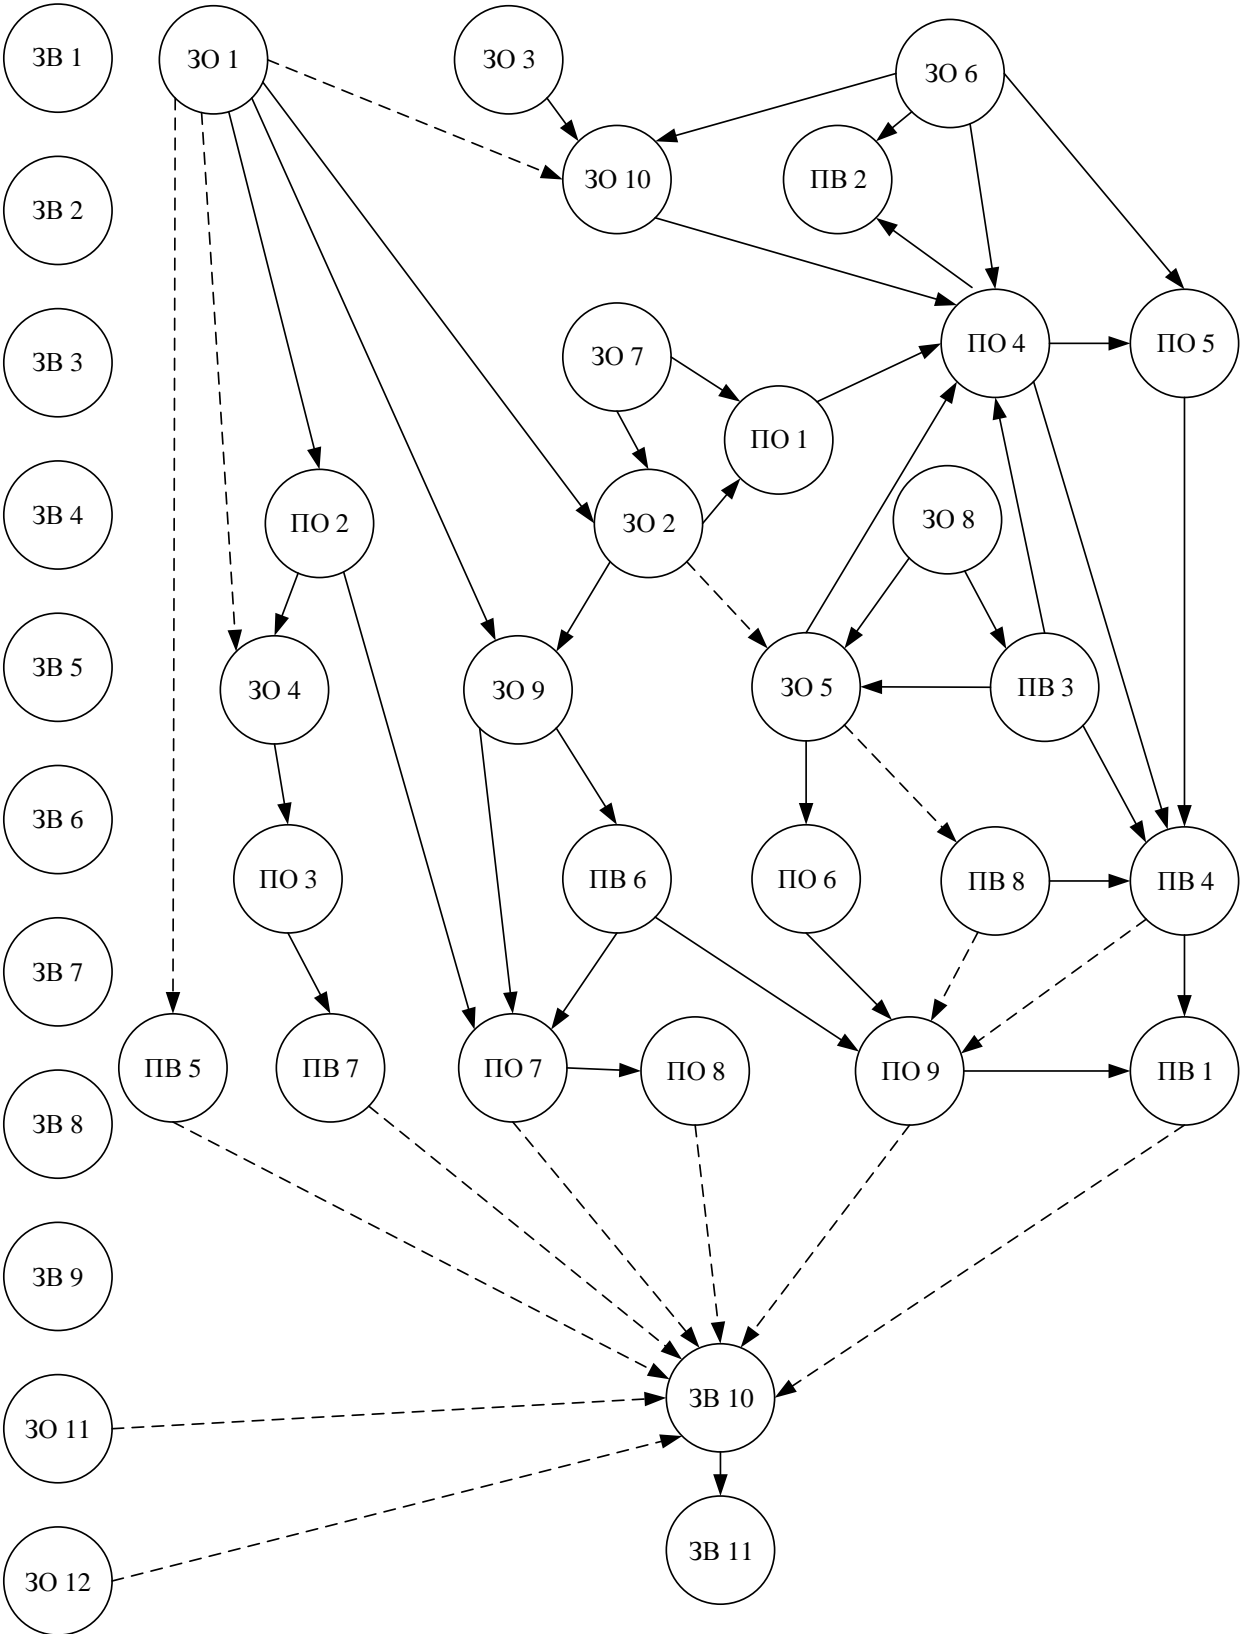 ЗВ 1
ЗО 1
ЗО 3
ЗО 6
ЗО 10
ПВ 2
ЗВ 2
ЗО 7
ПО 4
ПО 5
ЗВ 3
ПО 1
ЗВ 4
ПО 2
ЗО 2
ЗО 8
ЗВ 5
ЗО 4
ЗО 9
ЗО 5
ПВ 3
ЗВ 6
ПО 3
ПВ 6
ПО 6
ПВ 8
ПВ 4
ЗВ 7
ПВ 5
ПВ 7
ПО 7
ПО 8
ПО 9
ПВ 1
ЗВ 8
ЗВ 9
ЗВ 10
ЗО 11
ЗВ 11
ЗО 12